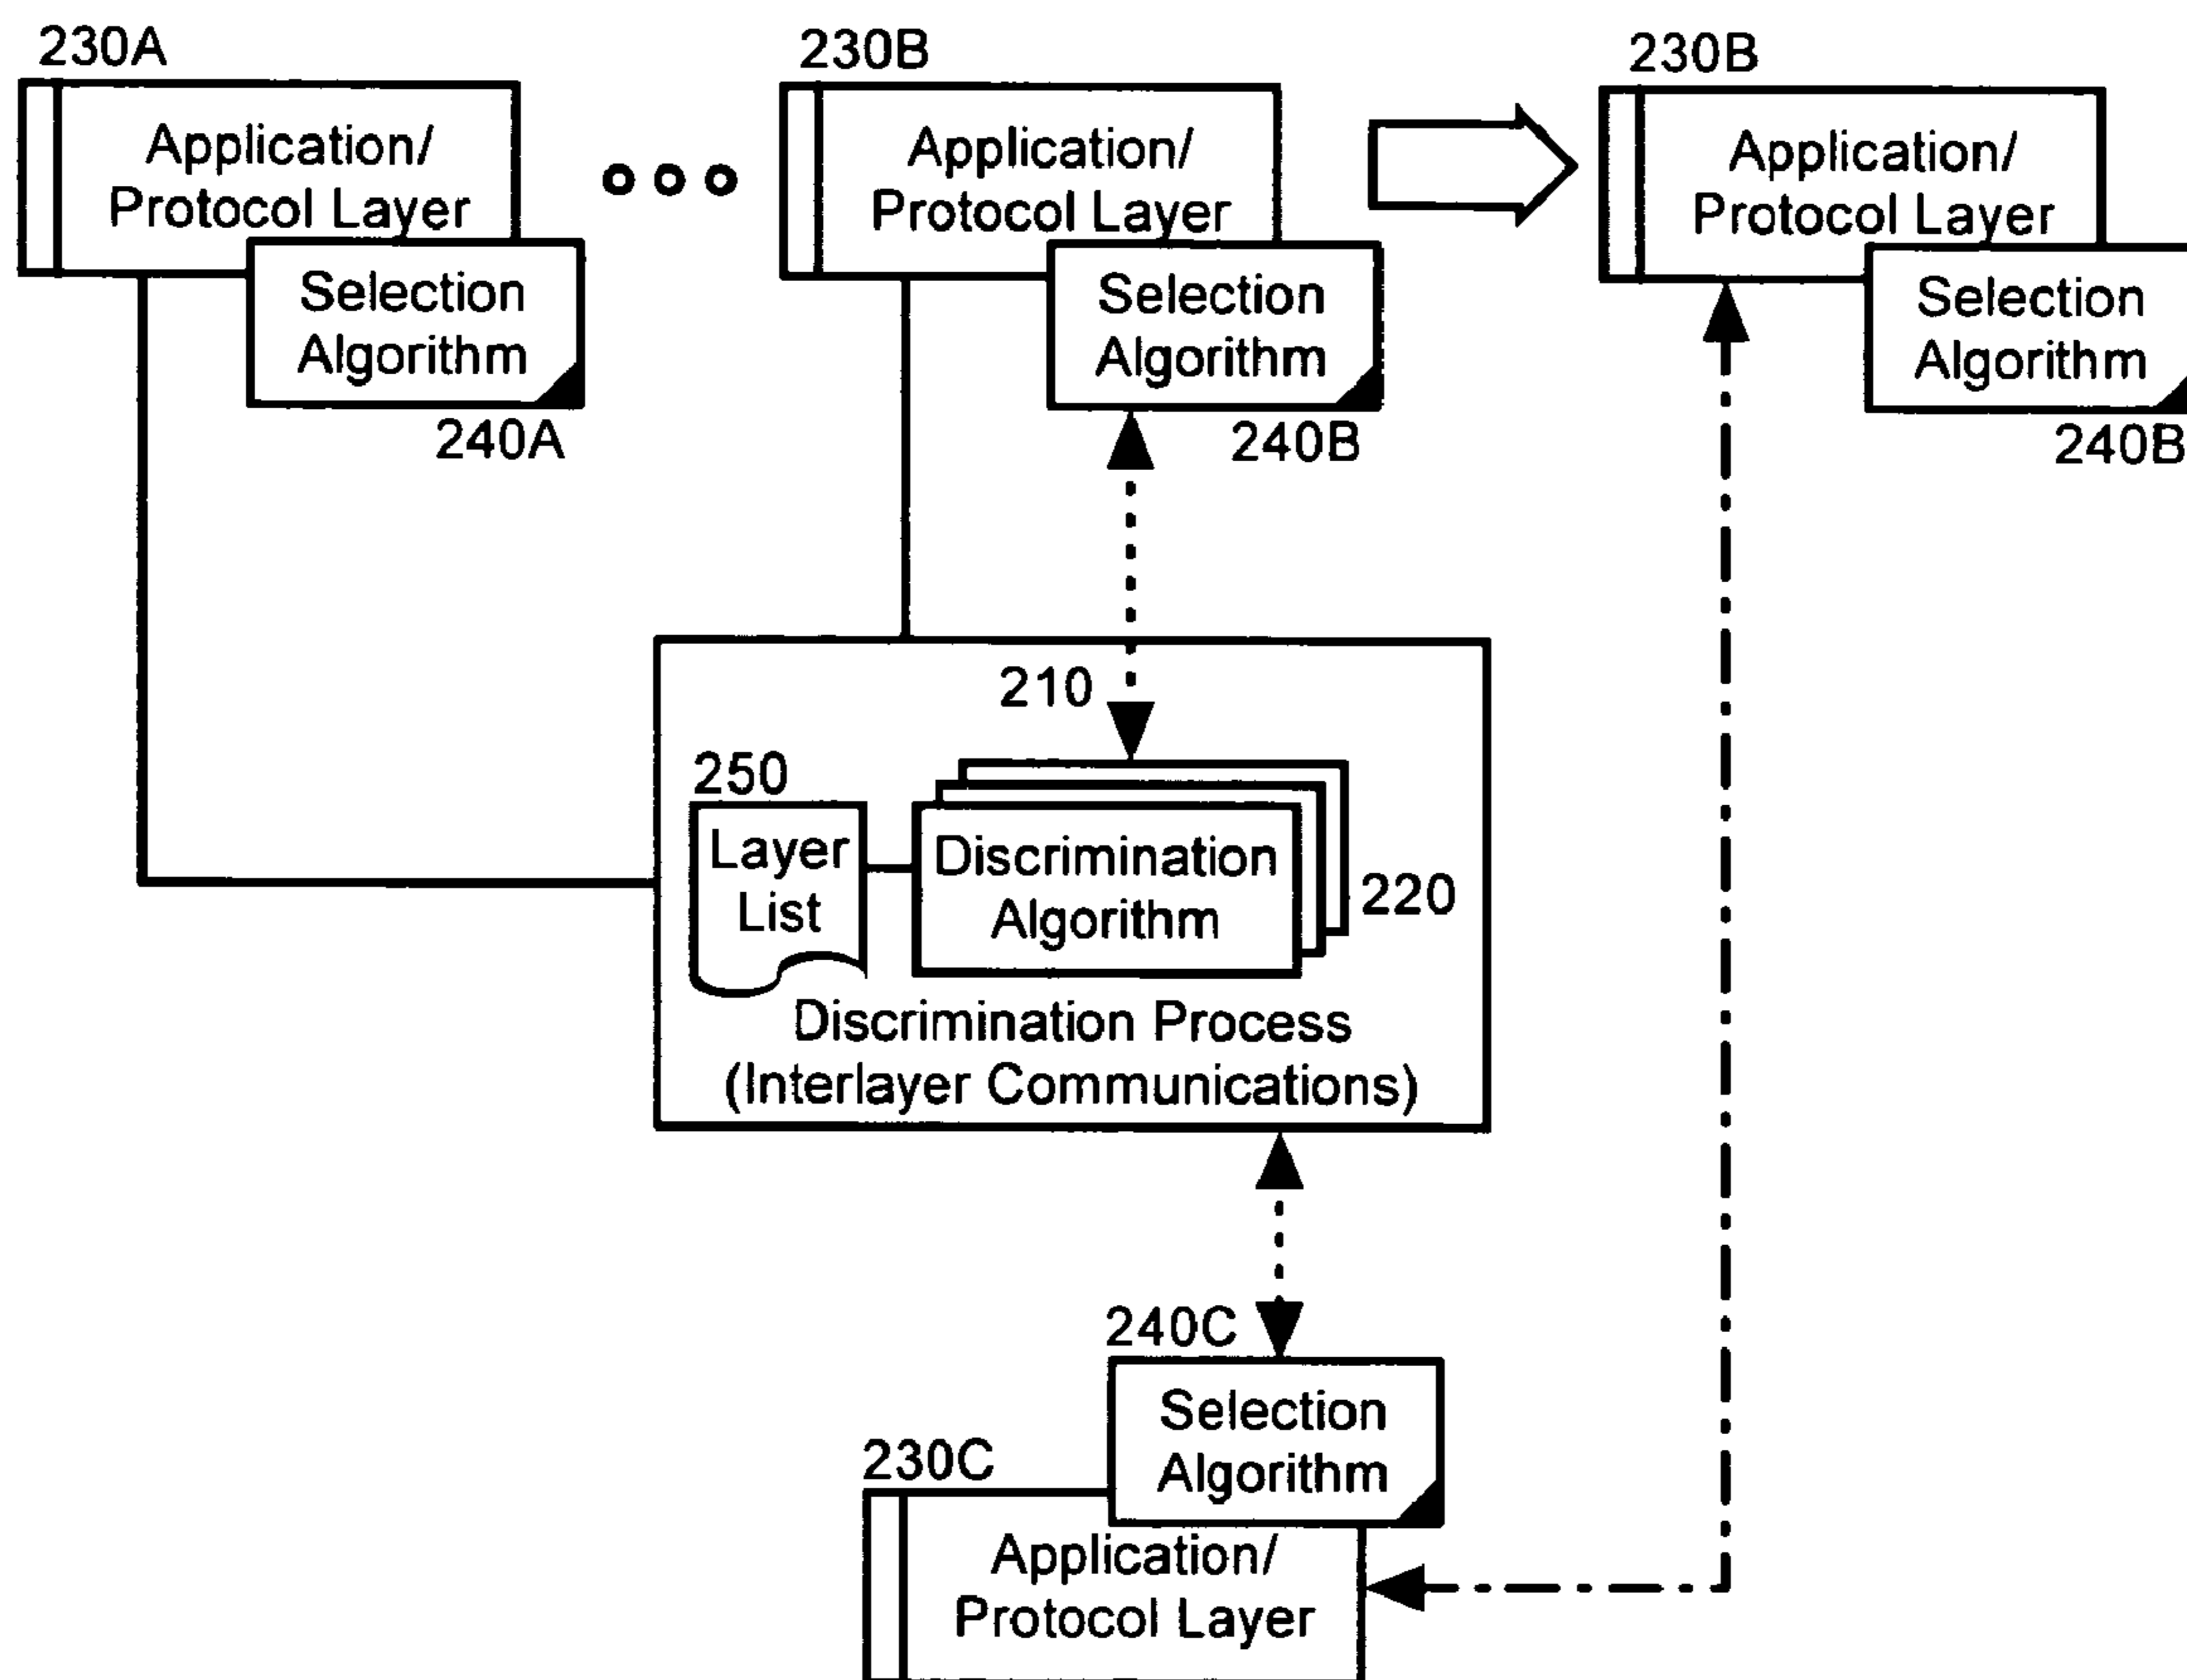 230A
Application/
Protocol Layer
Selection
Algorithm
240A
230B
Application/
Protocol Layer
Selection
Algorithm
240B
230B
Application/
Protocol Layer
Selection
Algorithm
240B
210
250
Layer
List
Discrimination
Algorithm
220
Discrimination Process
(Interlayer Communications)
240C
Selection
Algorithm
230C
Application/
Protocol Layer